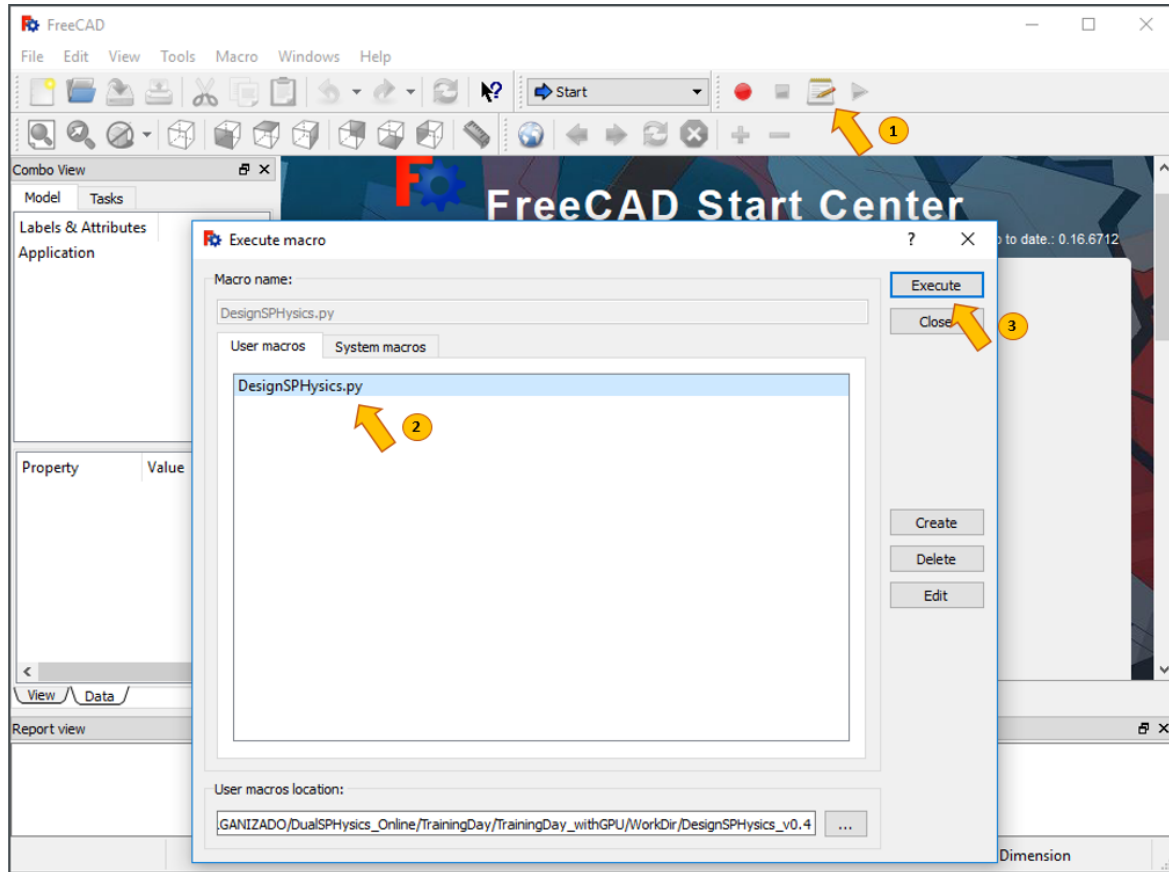 FreeCAD
File Edit View Tools Macro Windows Help
Start
1
Combo View
Model Tasks
Labels & Attributes
Application
FreeCAD Start Center
to date.: 0.16.6712
Execute macro
?
Macro name:
DesignSPHysics.py
Execute
Close
3
User macros System macros
DesignSPHysics.py
2
Property Value
Create
Delete
Edit
View Data
Report view
User macros location:
.GANIZADO/DualSPHysics_Online/TrainingDay/TrainingDay_withGPU/WorkDir/DesignSPHysics_v0.4 ...
Dimension